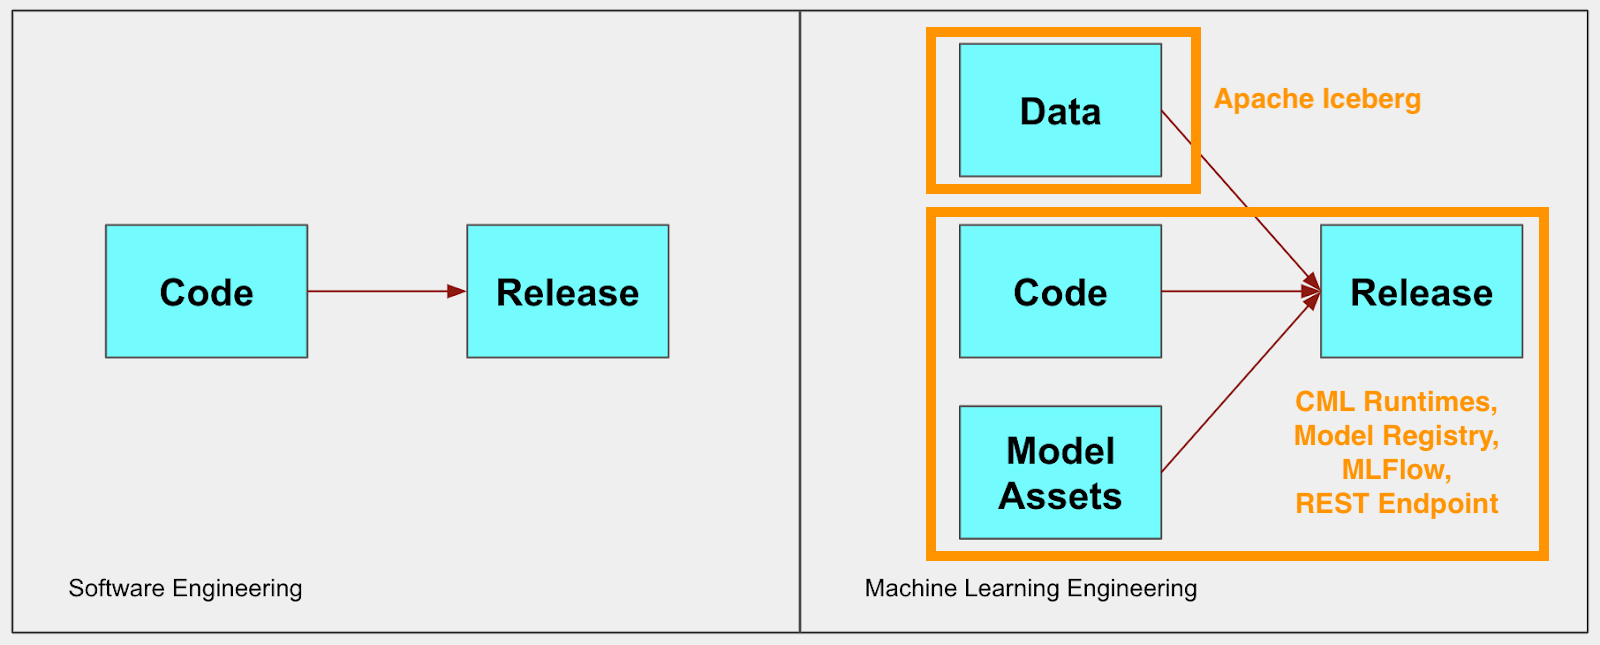 Code
Release
Software Engineering
Data
Apache Iceberg
Code
Release
Model
Assets
CML Runtimes,
Model Registry,
MLFlow,
REST Endpoint
Machine Learning Engineering